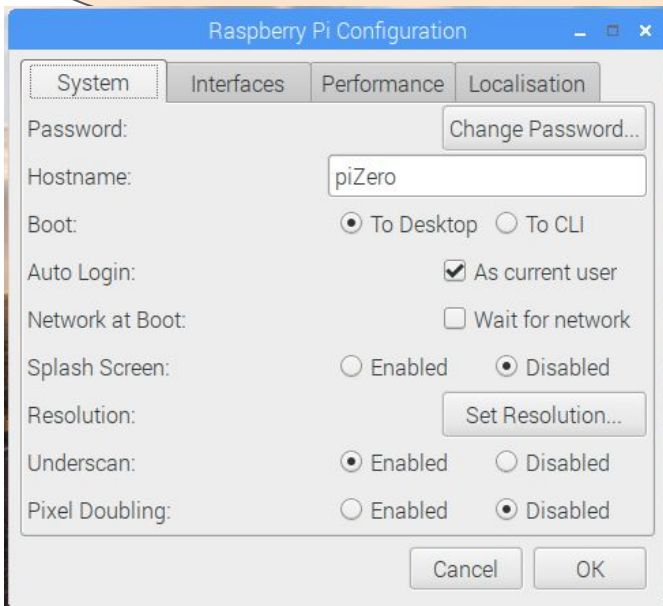 Raspberry Pi Configuration
System Interfaces Performance Localisation
Password: Change Password...
Hostname: piZero
Boot: To Desktop To CLI
Auto Login: As current user
Network at Boot: Wait for network
Splash Screen: Enabled Disabled
Resolution: Set Resolution...
Underscan: Enabled Disabled
Pixel Doubling: Enabled Disabled
Cancel OK